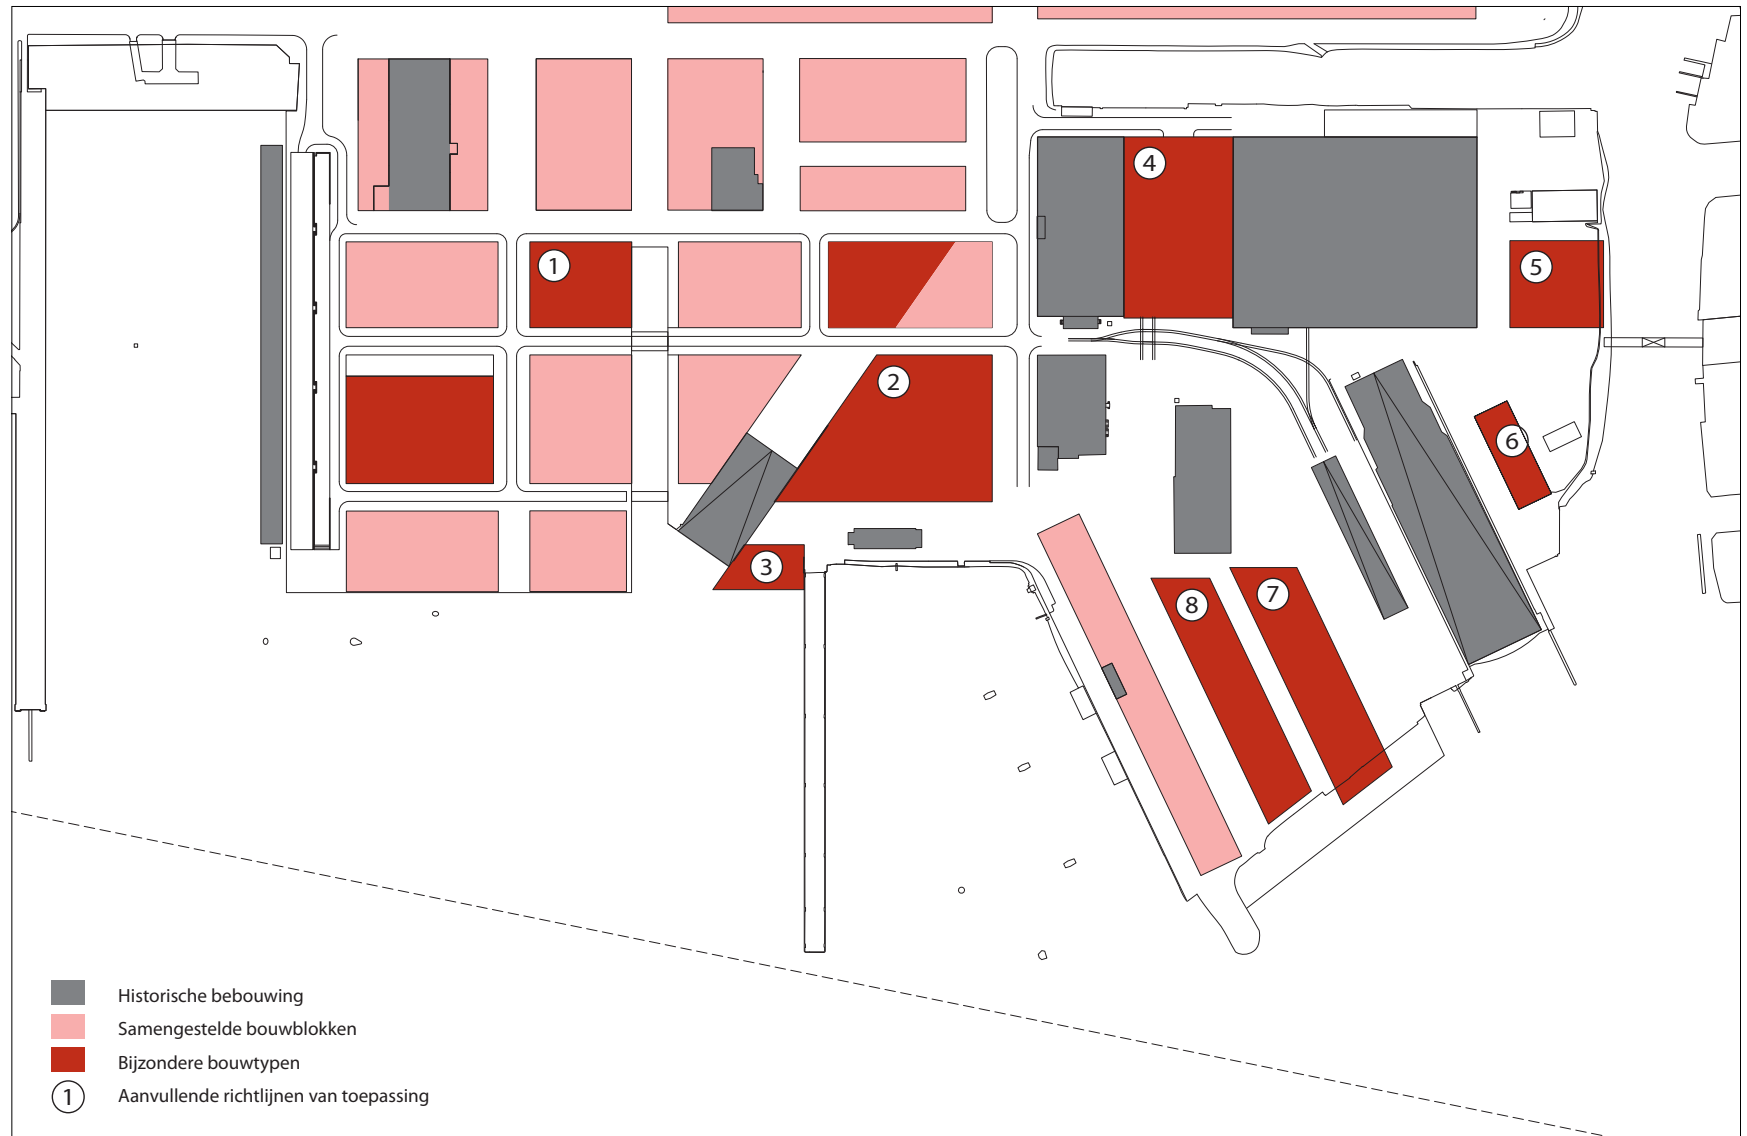 4
1
5
2
6
3
7
8
Historische bebouwing
Samengestelde bouwblokken
Bijzondere bouwtypen
1 Aanvullende richtlijnen van toepassing